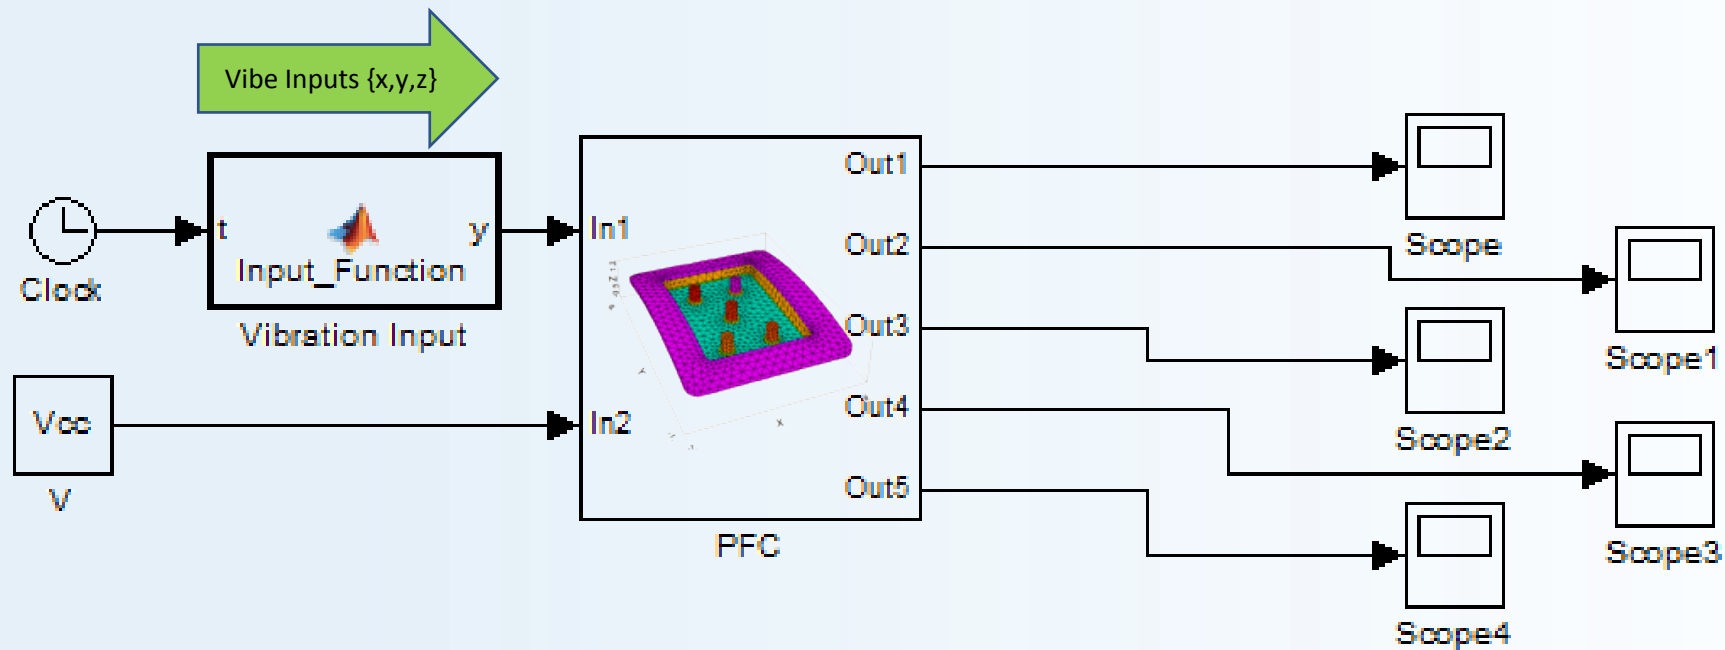 Vibe Inputs {x,y,z}
Clock
t
y
Input_Function
Vibration Input
Vcc
V
In1
In2
Out1
Out2
Out3
Out4
Out5
X
PFC
Scope
Scope1
Scope2
Scope3
Scope4